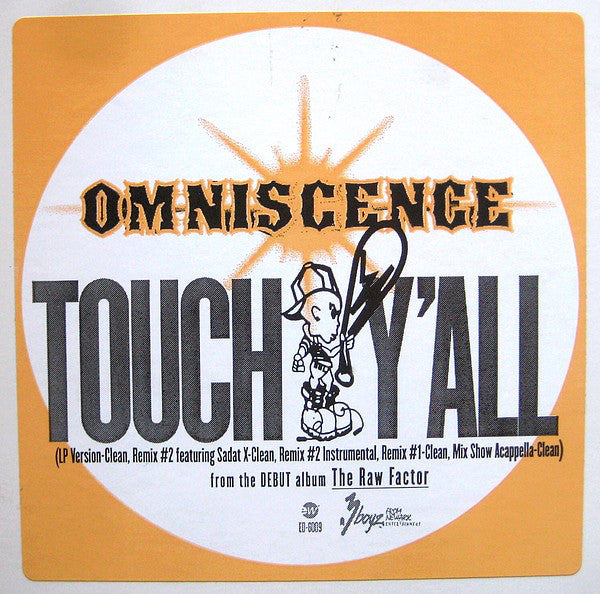 OMNISCENCE
TOUCH Y'ALL
(LP Version-Clean, Remix #2 featuring Sadat X-Clean, Remix #2 Instrumental, Remix #1-Clean, Mix Show Acappella-Clean)
from the DEBUT album The Raw Factor
EW
ED-6009
3 boyz FROM NEWARK
ENTERTAINMENT